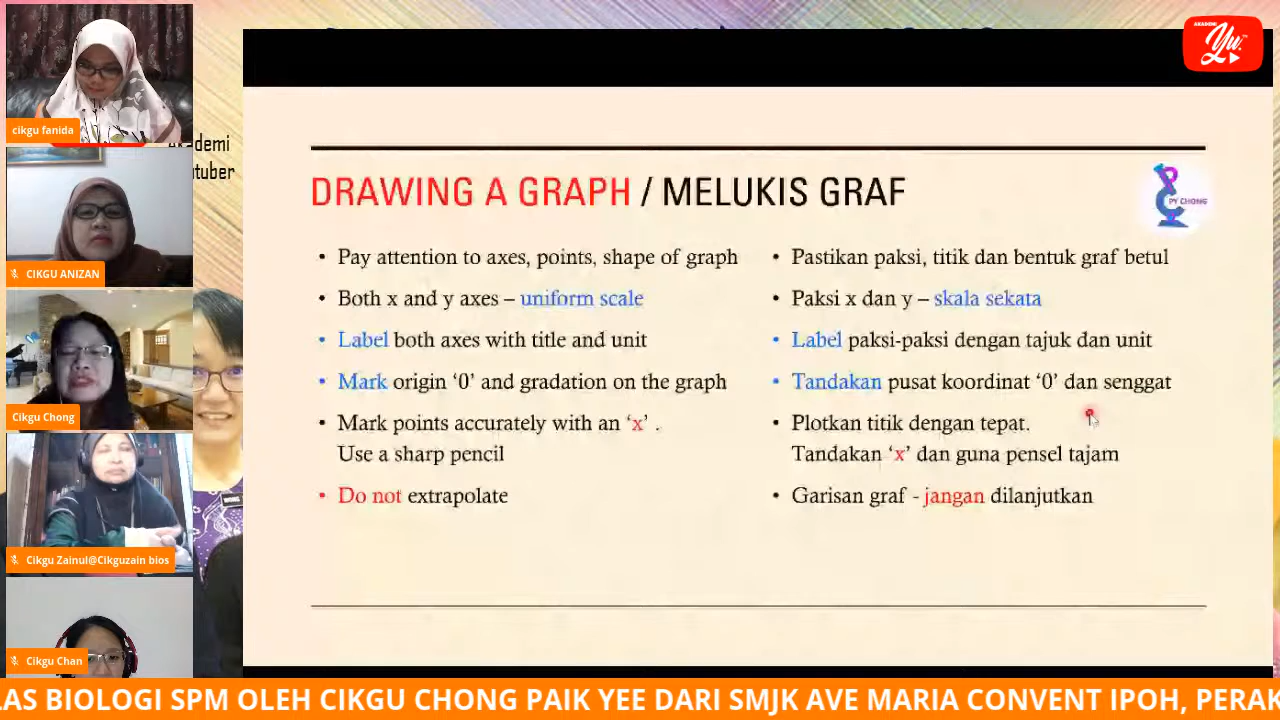 AKADEMI
Yu.
cikgu fanida
CIKGU ANIZAN
Cikgu Chong
Cikgu Zainul@Cikguzain bios
Cikgu Chan
DRAWING A GRAPH / MELUKIS GRAF
PY CHONG
• Pay attention to axes, points, shape of graph
• Both x and y axes – uniform scale
• Label both axes with title and unit
• Mark origin ‘0’ and gradation on the graph
• Mark points accurately with an ‘x’ .
Use a sharp pencil
• Do not extrapolate
• Pastikan paksi, titik dan bentuk graf betul
• Paksi x dan y – skala sekata
• Label paksi-paksi dengan tajuk dan unit
• Tandakan pusat koordinat ‘0’ dan senggat
• Plotkan titik dengan tepat.
Tandakan ‘x’ dan guna pensel tajam
• Garisan graf - jangan dilanjutkan
LAS BIOLOGI SPM OLEH CIKGU CHONG PAIK YEE DARI SMJK AVE MARIA CONVENT IPOH, PERAK